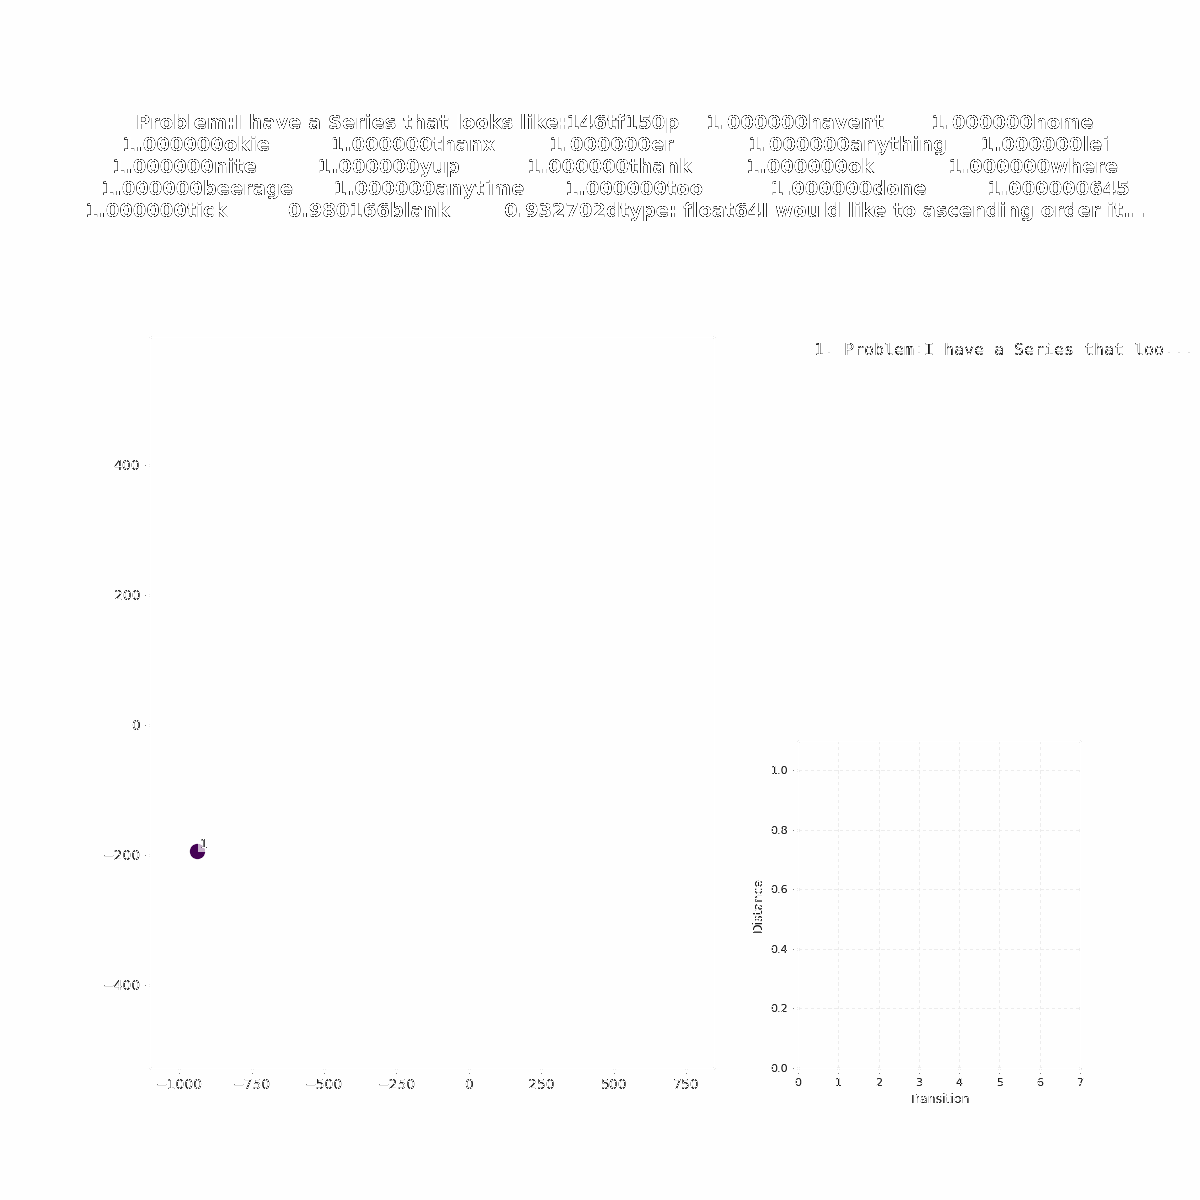 Problem:I have a Series that looks like:146tf150p    1.000000havent       1.000000home
1.000000okie         1.000000thanx        1.000000er           1.000000anything     1.000000lei
1.000000nite         1.000000yup          1.000000thank        1.000000ok           1.000000where
1.000000beerage      1.000000anytime      1.000000too          1.000000done         1.000000645
1.000000tick         0.980166blank        0.932702dtype: float64I would like to ascending order it...
1. Problem:I have a Series that loo...
400
200
0
−200
−400
1
−1000 −750 −500 −250 0 250 500 750
1.0
0.8
0.6
0.4
0.2
0.0
Distance
0 1 2 3 4 5 6 7
Transition